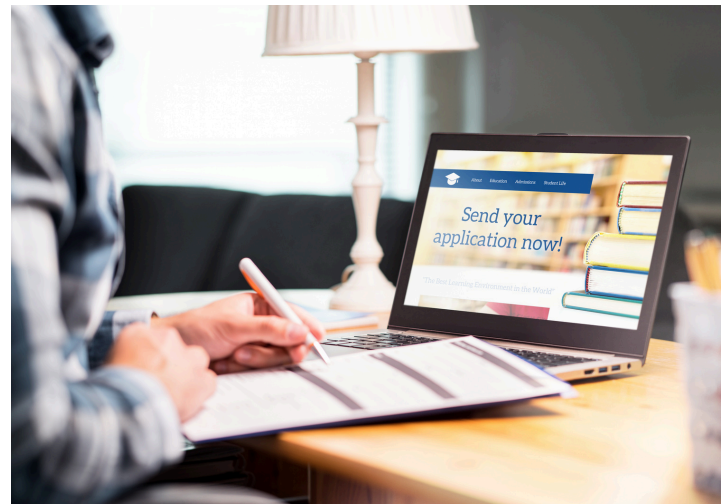 About Education Admissions Student Life
Send your
application now!
"The Best Learning Environment in the World"